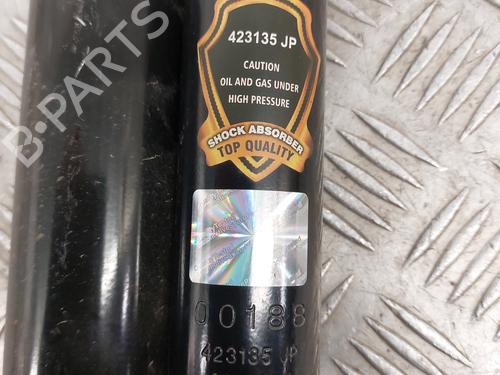 B-PARTS
423135 JP
CAUTION
OIL AND GAS UNDER
HIGH PRESSURE
SHOCK ABSORBER
TOP QUALITY
00188
423135 JP